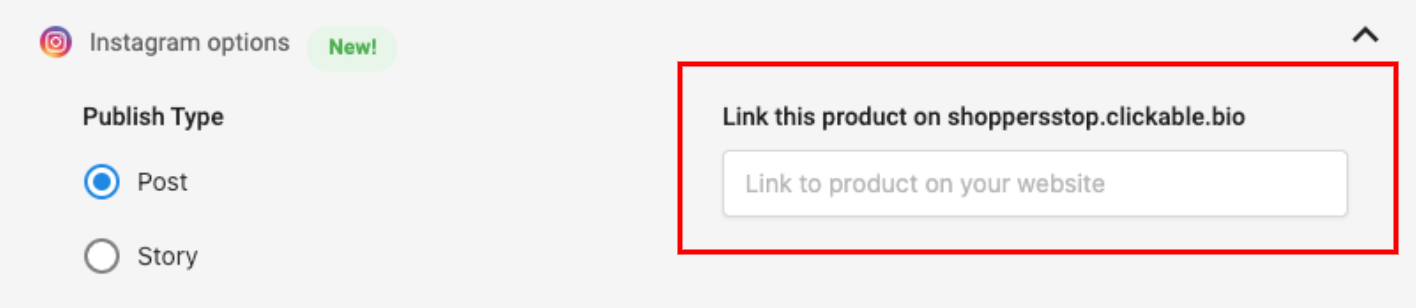 Instagram options New!
Publish Type
Post
Story
Link this product on shoppersstop.clickable.bio
Link to product on your website